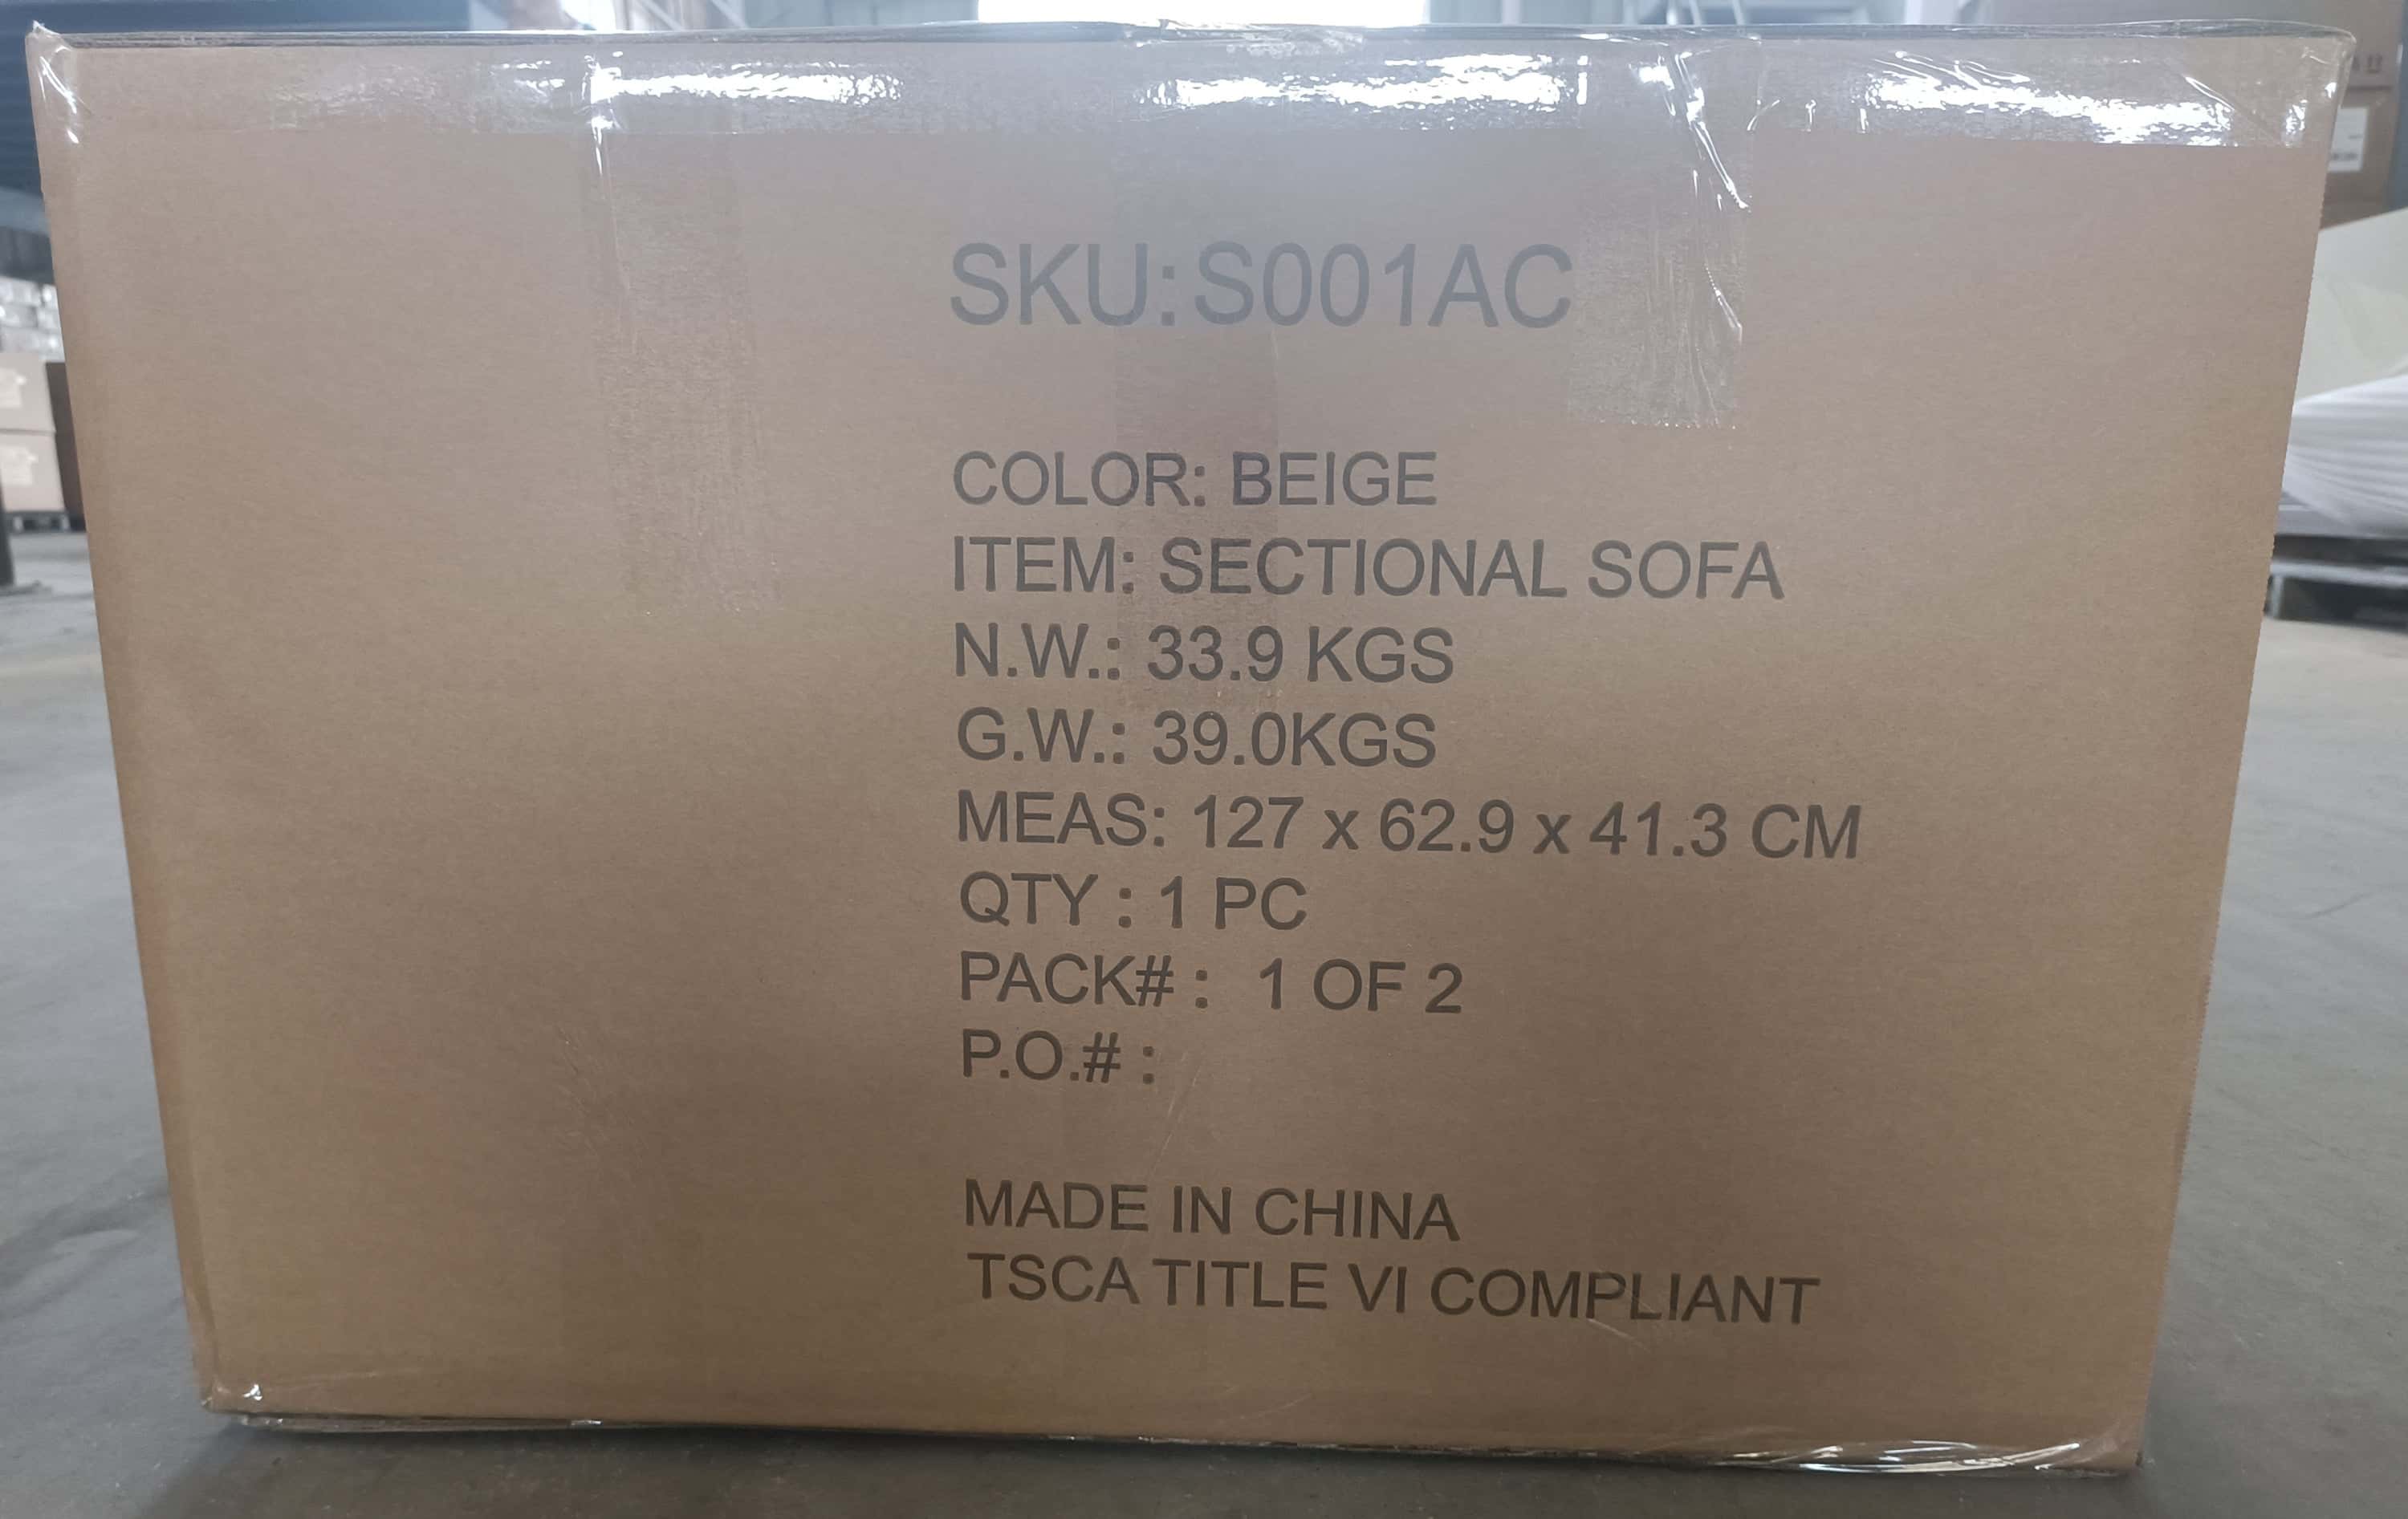 SKU:S001AC
COLOR: BEIGE
ITEM: SECTIONAL SOFA
N.W.: 33.9 KGS
G.W.: 39.0KGS
MEAS: 127 x 62.9 x 41.3 CM
QTY : 1 PC
PACK# : 1 OF 2
P.O.# :
MADE IN CHINA
TSCA TITLE VI COMPLIANT